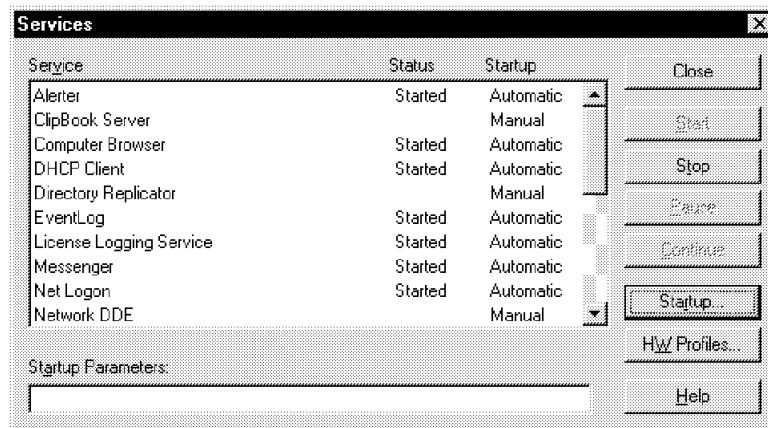 Services
Service Status Startup
Alerter Started Automatic
ClipBook Server Manual
Computer Browser Started Automatic
DHCP Client Started Automatic
Directory Replicator Manual
EventLog Started Automatic
License Logging Service Started Automatic
Messenger Started Automatic
Net Logon Started Automatic
Network DDE Manual
Startup Parameters:
Close
Start
Stop
Pause
Continue
Startup...
HW Profiles...
Help